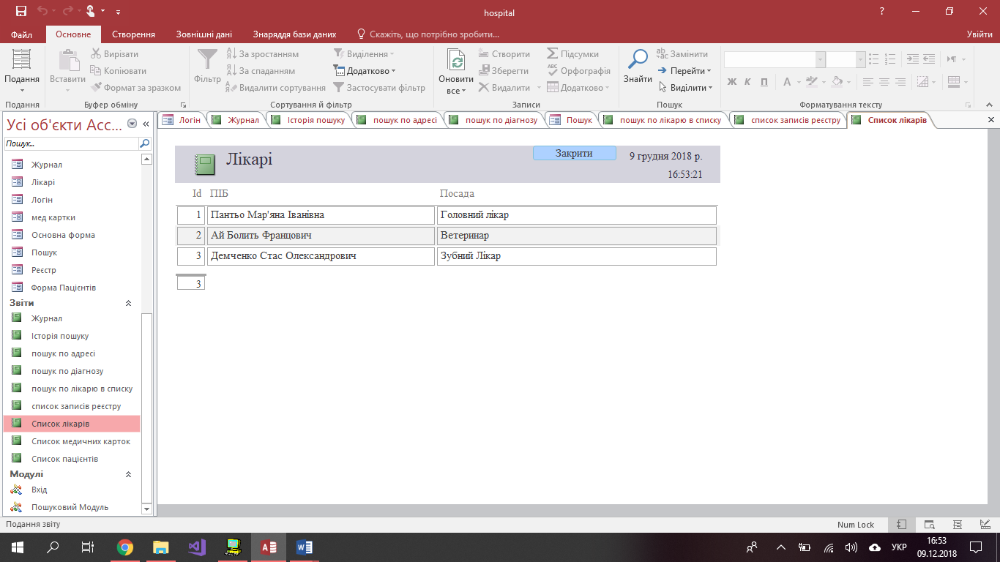 hospital
?
Файл Основне Створення Зовнішні дані Знаряддя бази даних Скажіть, що потрібно зробити... Увійти
Подання
Вставити
Вирізати
Копіювати
Формат за зразком
Фільтр
За зростанням
За спаданням
Видалити сортування
Виділення
Додатково
Застосувати фільтр
Оновити
все
Створити
Зберегти
Видалити
Підсумки
Орфографія
Додатково
Знайти
Замінити
Перейти
Виділити
Ж К П А
Подання Буфер обміну Сортування й фільтр Записи Пошук Форматування тексту
Усі об'єкти Acc...
Пошук...
Логін Журнал Історія пошуку пошук по адресі пошук по діагнозу Пошук пошук по лікарю в списку список записів реєстру Список лікарів
Журнал
Лікарі
Логін
мед картки
Основна форма
Пошук
Реєстр
Форма Пацієнтів
Звіти
Журнал
Історія пошуку
пошук по адресі
пошук по діагнозу
пошук по лікарю в списку
список записів реєстру
Список лікарів
Список медичних карток
Список пацієнтів
Модулі
Вхід
Пошуковий Модуль
Лікарі
Закрити
9 грудня 2018 р.
16:53:21
Id ПІБ Посада
1 Пантьо Мар'яна Іванівна Головний лікар
2 Ай Болить Францович Ветеринар
3 Демченко Стас Олександрович Зубний Лікар
3
Подання звіту Num Lock
УКР
16:53
09.12.2018